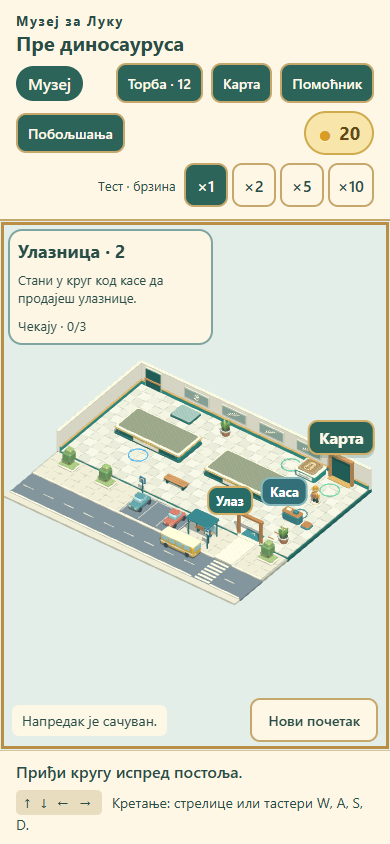 Музеј за Луку
Пре диносауруса
Музеј
Торба · 12
Карта
Помоћник
Побољшања
20
Тест · брзина
×1
×2
×5
×10
Улазница · 2
Стани у круг код касе да
продајеш улазнице.
Чекају · 0/3
Карта
Каса
Улаз
Напредак је сачуван.
Нови почетак
Приђи кругу испред постоља.
↑ ↓ ← → Кретање: стрелице или тастери W, A, S,
D.